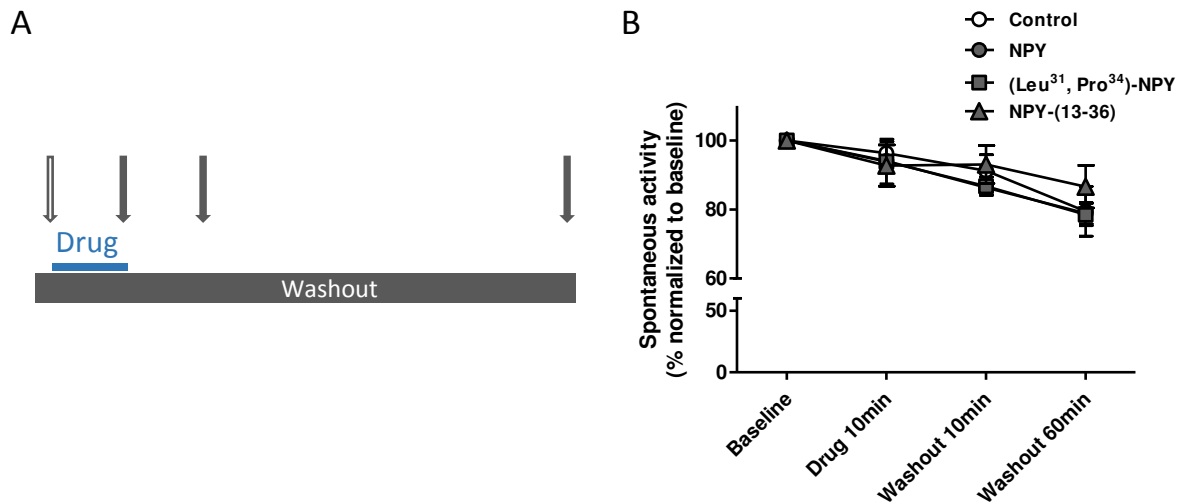 A
Drug
Washout
B
Control
NPY
(Leu³¹, Pro³⁴)-NPY
NPY-(13-36)
Spontaneous activity
(% normalized to baseline)
100
80
60
50
0
Baseline
Drug 10min
Washout 10min
Washout 60min